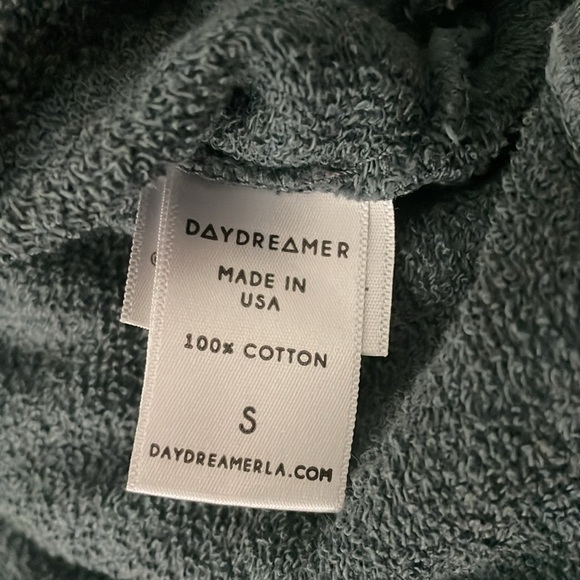 DAYDREAMER
MADE IN
USA
100% COTTON
S
DAYDREAMERLA.COM